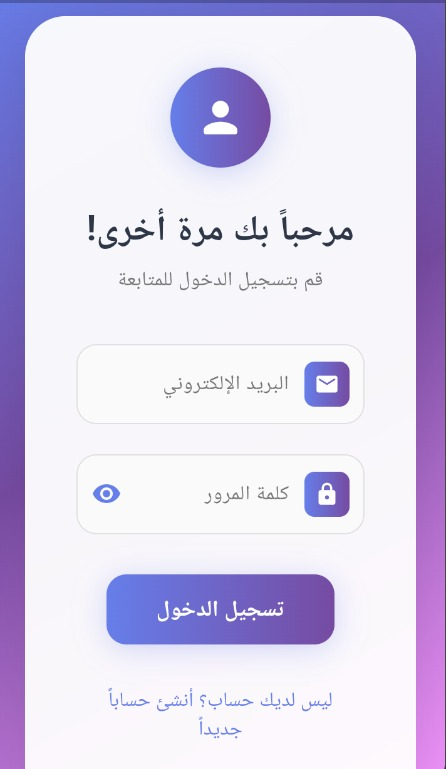 مرحباً بك مرة أخرى!
قم بتسجيل الدخول للمتابعة
البريد الإلكتروني
كلمة المرور
تسجيل الدخول
ليس لديك حساب؟ أنشئ حساباً
جديداً